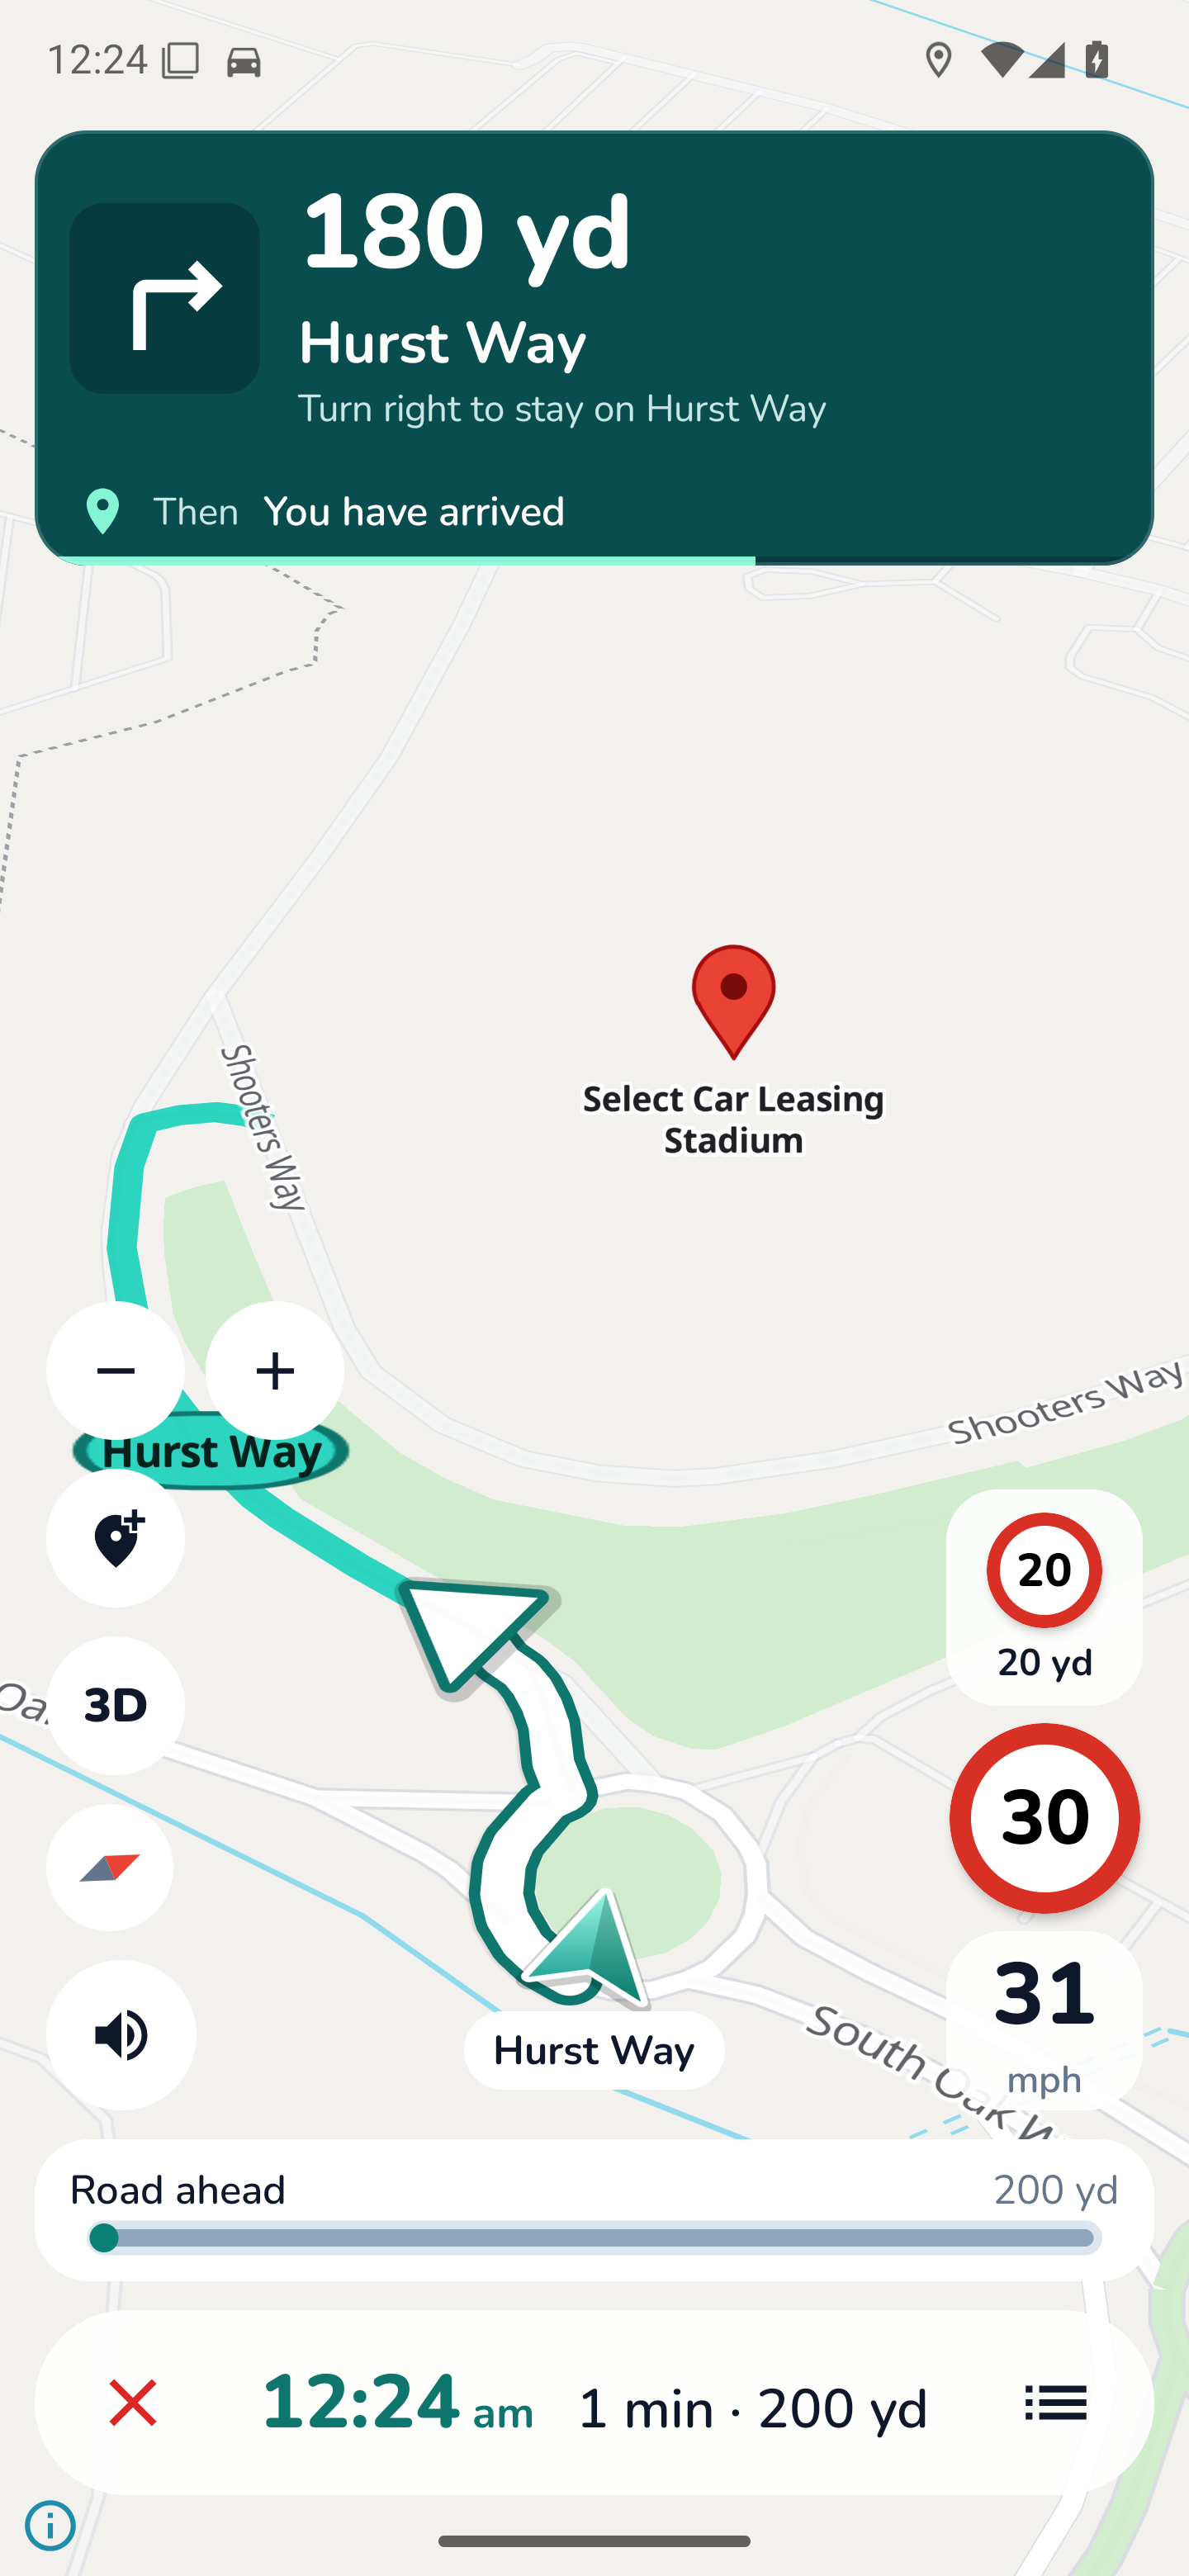 12:24
180 yd
Hurst Way
Turn right to stay on Hurst Way
Then You have arrived
Shooters Way
Select Car Leasing
Stadium
Shooters Way
Hurst Way
20
20 yd
3D
30
31
mph
Hurst Way
South Oak W
Road ahead
200 yd
12:24 am 1 min · 200 yd